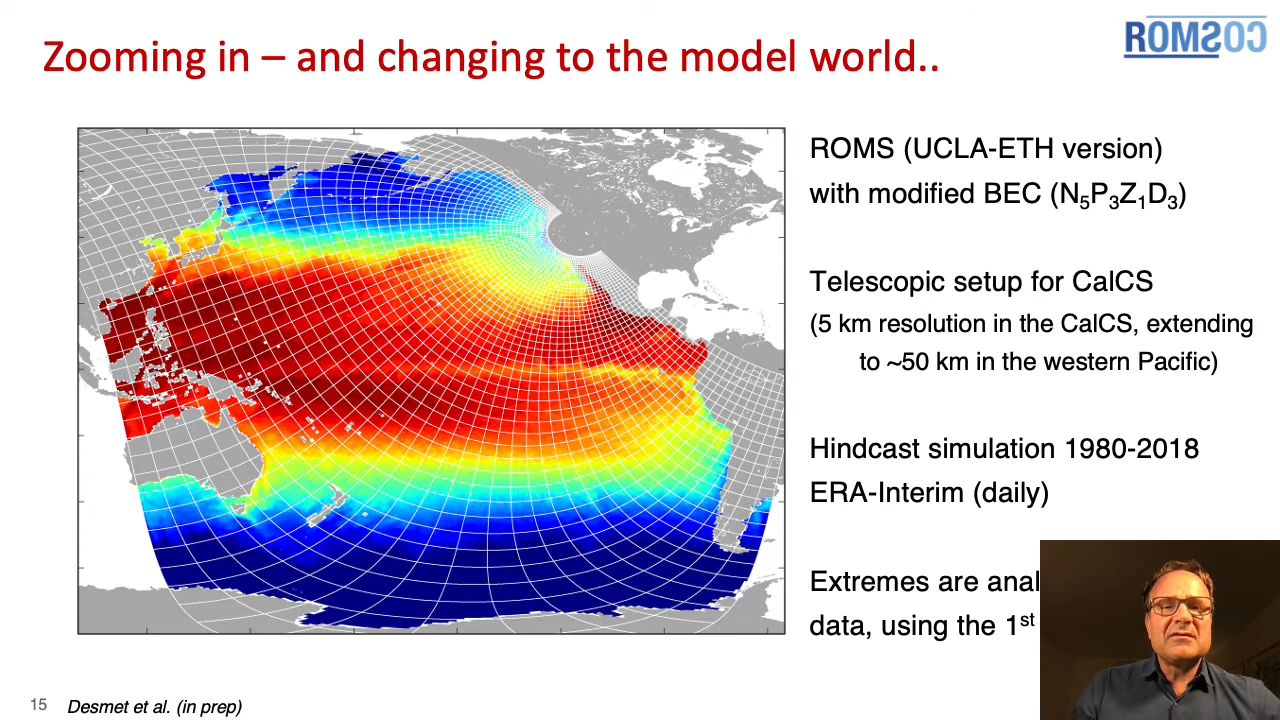 Zooming in – and changing to the model world..
ROMSOC
ROMS (UCLA-ETH version)
with modified BEC (N₅P₃Z₁D₃)
Telescopic setup for CalCS
(5 km resolution in the CalCS, extending
to ~50 km in the western Pacific)
Hindcast simulation 1980-2018
ERA-Interim (daily)
Extremes are anal
data, using the 1st
15 Desmet et al. (in prep)